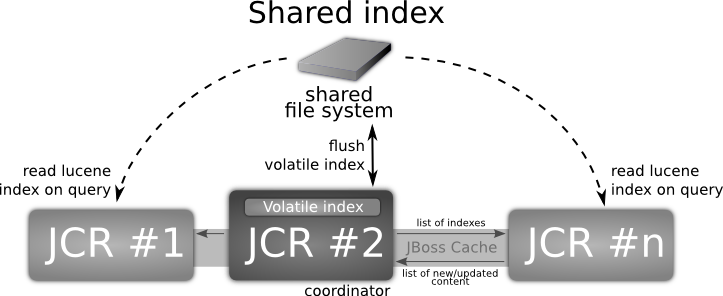 Shared index
shared
file system
flush
volatile index
read lucene
index on query
read lucene
index on query
Volatile index
JCR #1
JCR #2
JCR #n
list of indexes
JBoss Cache
list of new/updated
content
coordinator